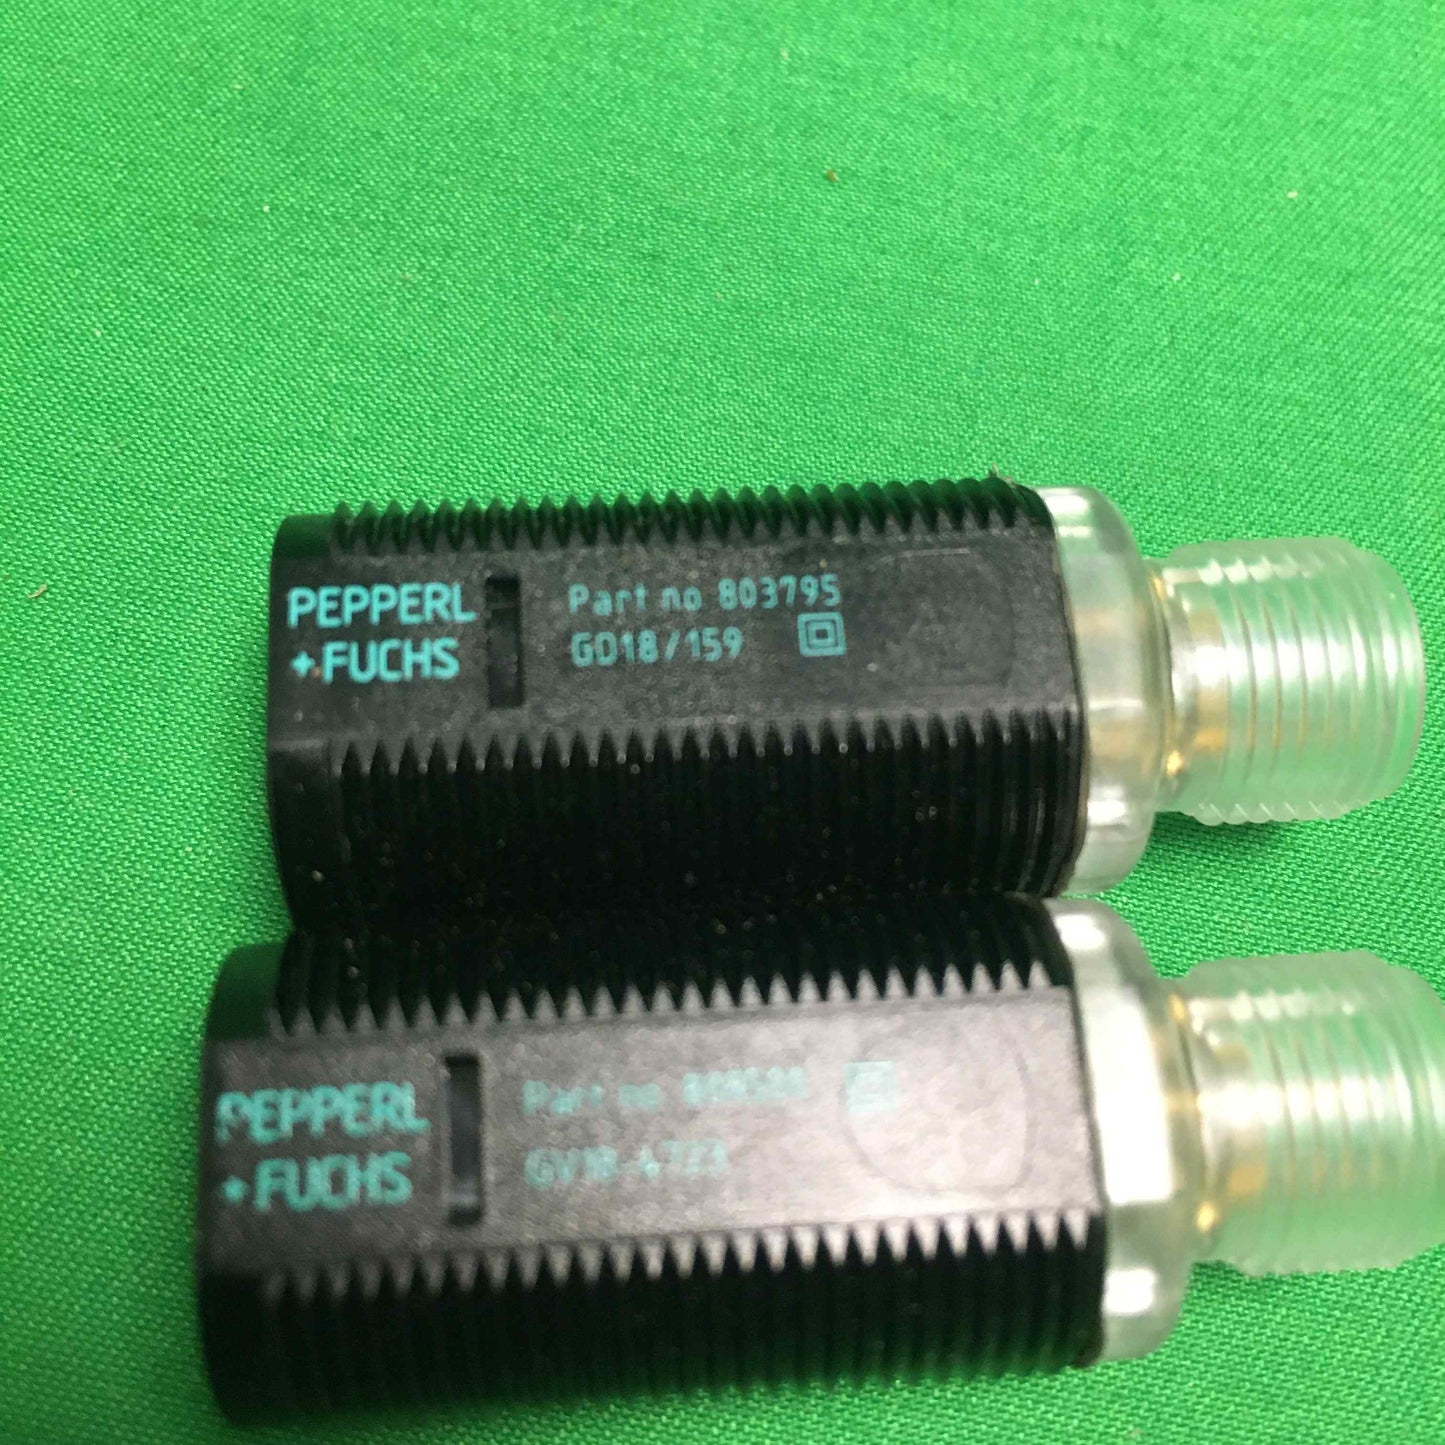 PEPPERL
+FUCHS
Part no 803795
GD18/159
PEPPERL
+FUCHS
Part no